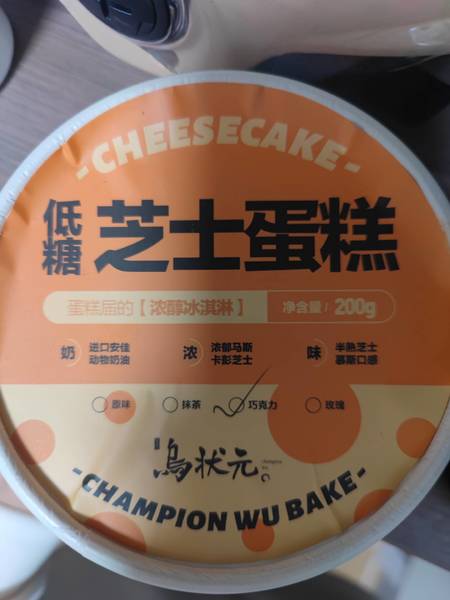 -CHEESECAKE-
低糖 芝士蛋糕
蛋糕届的【浓醇冰淇淋】 净含量: 200g
奶 进口安佳动物奶油 浓 浓郁马斯卡彭芝士 味 半熟芝士慕斯口感
原味 抹茶 巧克力 玫瑰
乌状元
-CHAMPION WU BAKE-